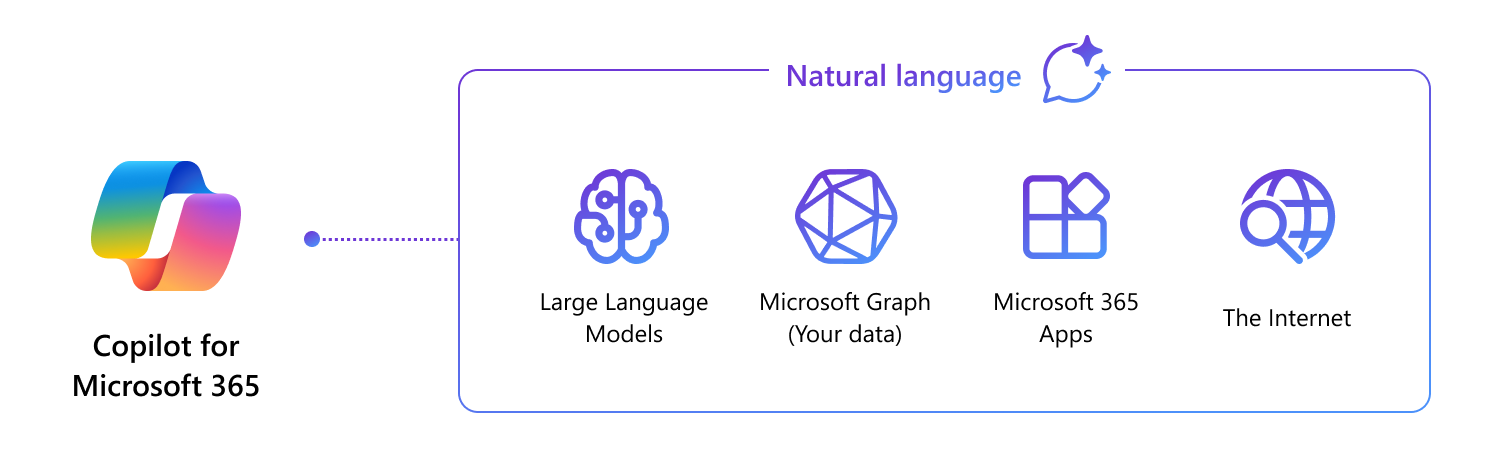 Natural language
Large Language
Models
Microsoft Graph
(Your data)
Microsoft 365
Apps
The Internet
Copilot for
Microsoft 365